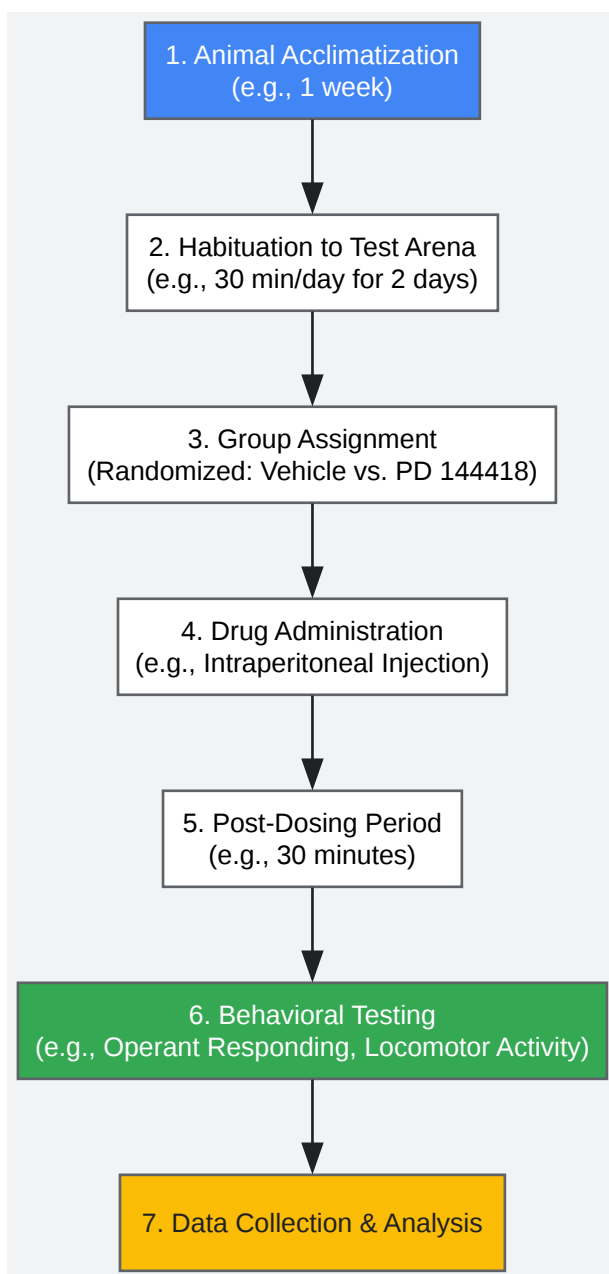 1. Animal Acclimatization
(e.g., 1 week)
2. Habituation to Test Arena
(e.g., 30 min/day for 2 days)
3. Group Assignment
(Randomized: Vehicle vs. PD 144418)
4. Drug Administration
(e.g., Intraperitoneal Injection)
5. Post-Dosing Period
(e.g., 30 minutes)
6. Behavioral Testing
(e.g., Operant Responding, Locomotor Activity)
7. Data Collection & Analysis